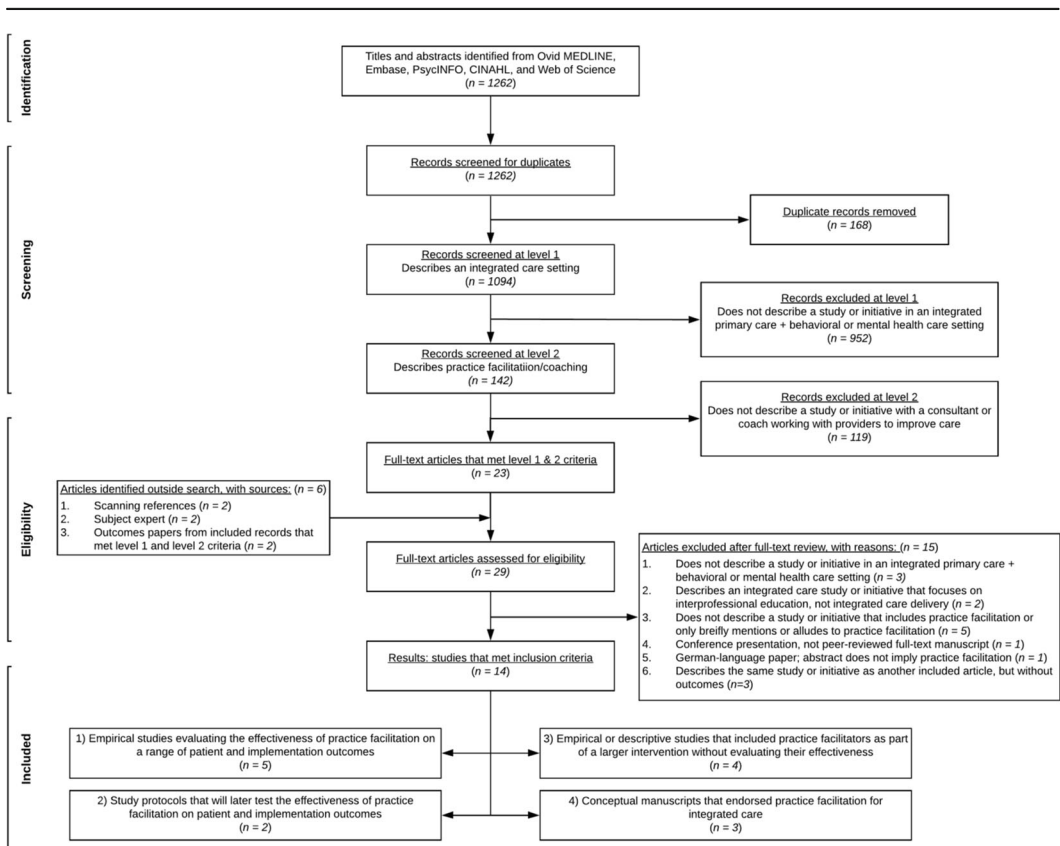 Identification
Titles and abstracts identified from Ovid MEDLINE,
Embase, PsycINFO, CINAHL, and Web of Science
(n = 1262)
Screening
Records screened for duplicates
(n = 1262)
Duplicate records removed
(n = 168)
Records screened at level 1
Describes an integrated care setting
(n = 1094)
Records excluded at level 1
Does not describe a study or initiative in an integrated
primary care + behavioral or mental health care setting
(n = 952)
Records screened at level 2
Describes practice facilitatiion/coaching
(n = 142)
Records excluded at level 2
Does not describe a study or initiative with a consultant or
coach working with providers to improve care
(n = 119)
Eligibility
Full-text articles that met level 1 & 2 criteria
(n = 23)
Articles identified outside search, with sources: (n = 6)
1. Scanning references (n = 2)
2. Subject expert (n = 2)
3. Outcomes papers from included records that
met level 1 and level 2 criteria (n = 2)
Full-text articles assessed for eligibility
(n = 29)
Articles excluded after full-text review, with reasons: (n = 15)
1. Does not describe a study or initiative in an integrated primary care +
behavioral or mental health care setting (n = 3)
2. Describes an integrated care study or initiative that focuses on
interprofessional education, not integrated care delivery (n = 2)
3. Does not describe a study or initiative that includes practice facilitation or
only breifly mentions or alludes to practice facilitation (n = 5)
4. Conference presentation, not peer-reviewed full-text manuscript (n = 1)
5. German-language paper; abstract does not imply practice facilitation (n = 1)
6. Describes the same study or initiative as another included article, but without
outcomes (n=3)
Results: studies that met inclusion criteria
(n = 14)
Included
1) Empirical studies evaluating the effectiveness of practice facilitation on
a range of patient and implementation outcomes
(n = 5)
3) Empirical or descriptive studies that included practice facilitators as part
of a larger intervention without evaluating their effectiveness
(n = 4)
2) Study protocols that will later test the effectiveness of practice
facilitation on patient and implementation outcomes
(n = 2)
4) Conceptual manuscripts that endorsed practice facilitation for
integrated care
(n = 3)